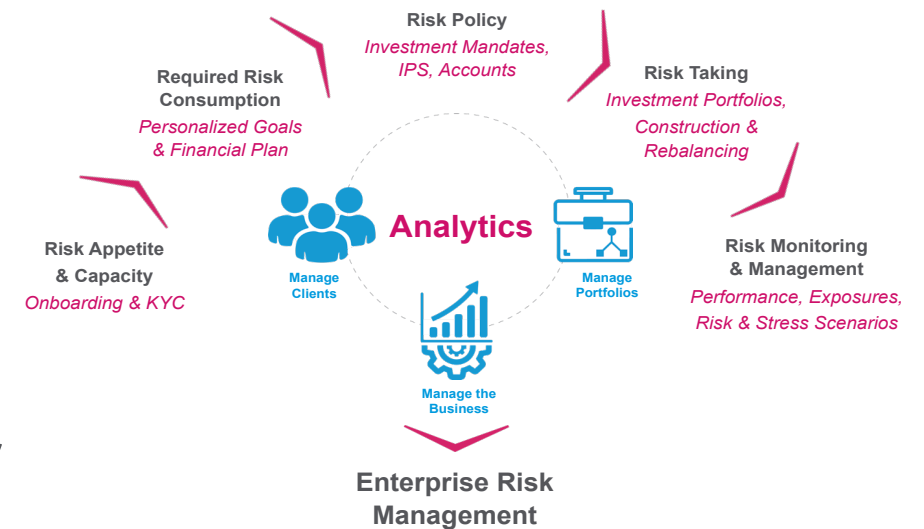 Risk Policy
Investment Mandates,
IPS, Accounts
Required Risk
Consumption
Personalized Goals
& Financial Plan
Risk Taking
Investment Portfolios,
Construction &
Rebalancing
Risk Appetite
& Capacity
Onboarding & KYC
Analytics
Manage
Clients
Manage
Portfolios
Risk Monitoring
& Management
Performance, Exposures,
Risk & Stress Scenarios
Manage the
Business
Enterprise Risk
Management